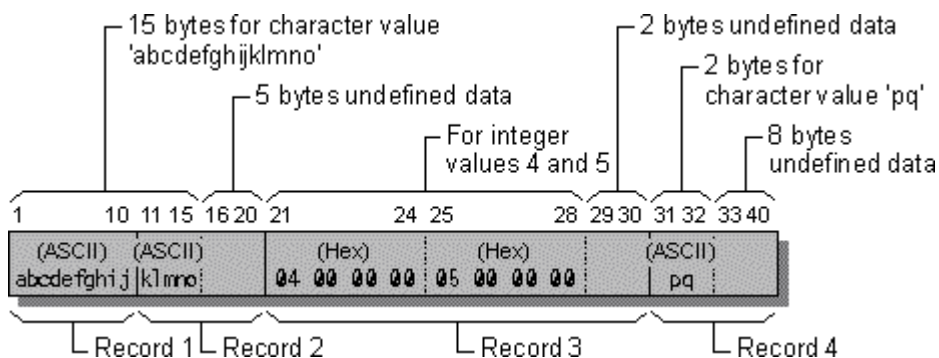 15 bytes for character value
'abcdefghijklmno'
2 bytes undefined data
5 bytes undefined data
2 bytes for
character value 'pq'
For integer
values 4 and 5
8 bytes
undefined data
1 10 11 15 16 20 21 24 25 28 29 30 31 32 33 40
(ASCII) (ASCII) (Hex) (Hex) (ASCII)
abcdefghij klmno 04 00 00 00 05 00 00 00 pq
Record 1 Record 2 Record 3 Record 4